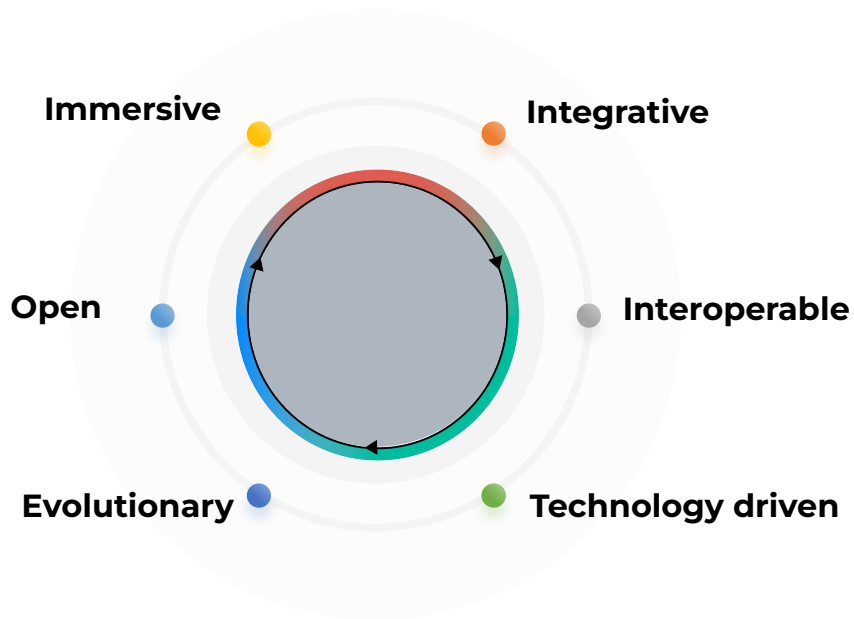 Immersive
Integrative
Open
Interoperable
Evolutionary
Technology driven